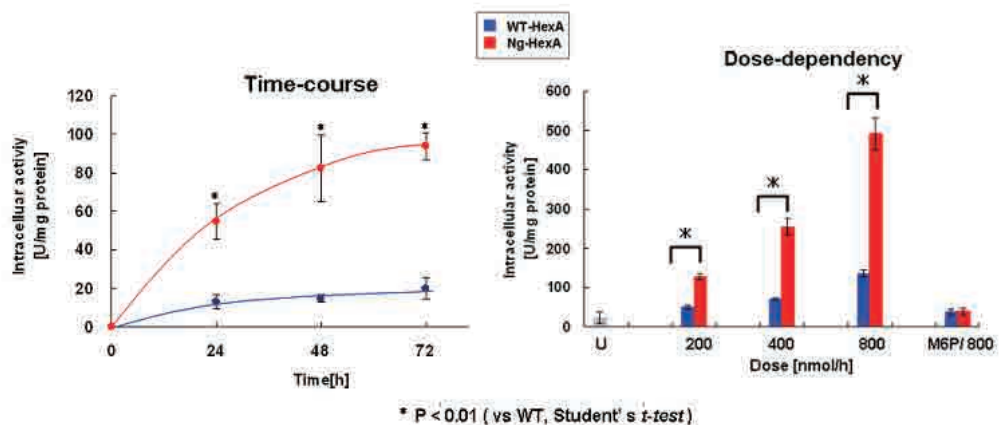 WT-HexA
Ng-HexA
Time-course
120
100
80
60
40
20
0
Intracelluar activiy
[U/mg protein]
0 24 48 72
Time[h]
* * *
Dose-dependency
600
500
400
300
200
100
0
Intracellular activity
[U/mg protein]
* * *
U 200 400 800 M6P/ 800
Dose [nmol/h]
* P < 0.01 ( vs WT, Student' s t-test )